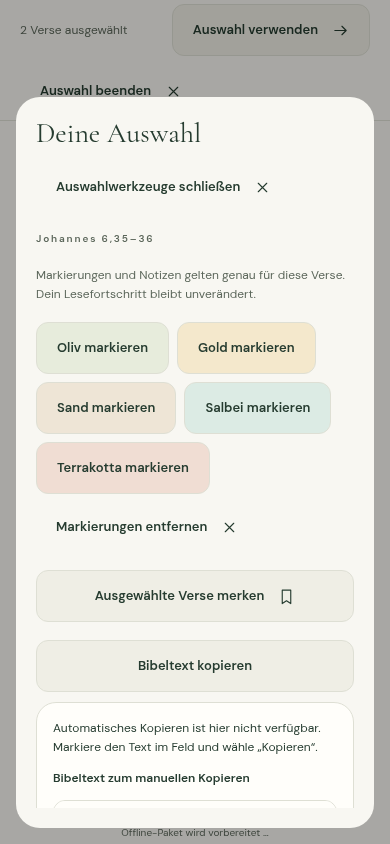 2 Verse ausgewählt
Auswahl verwenden
Auswahl beenden
Deine Auswahl
Auswahlwerkzeuge schließen
Johannes 6,35–36
Markierungen und Notizen gelten genau für diese Verse.
Dein Lesefortschritt bleibt unverändert.
Oliv markieren
Gold markieren
Sand markieren
Salbei markieren
Terrakotta markieren
Markierungen entfernen
Ausgewählte Verse merken
Bibeltext kopieren
Automatisches Kopieren ist hier nicht verfügbar.
Markiere den Text im Feld und wähle „Kopieren“.
Bibeltext zum manuellen Kopieren
Offline-Paket wird vorbereitet …